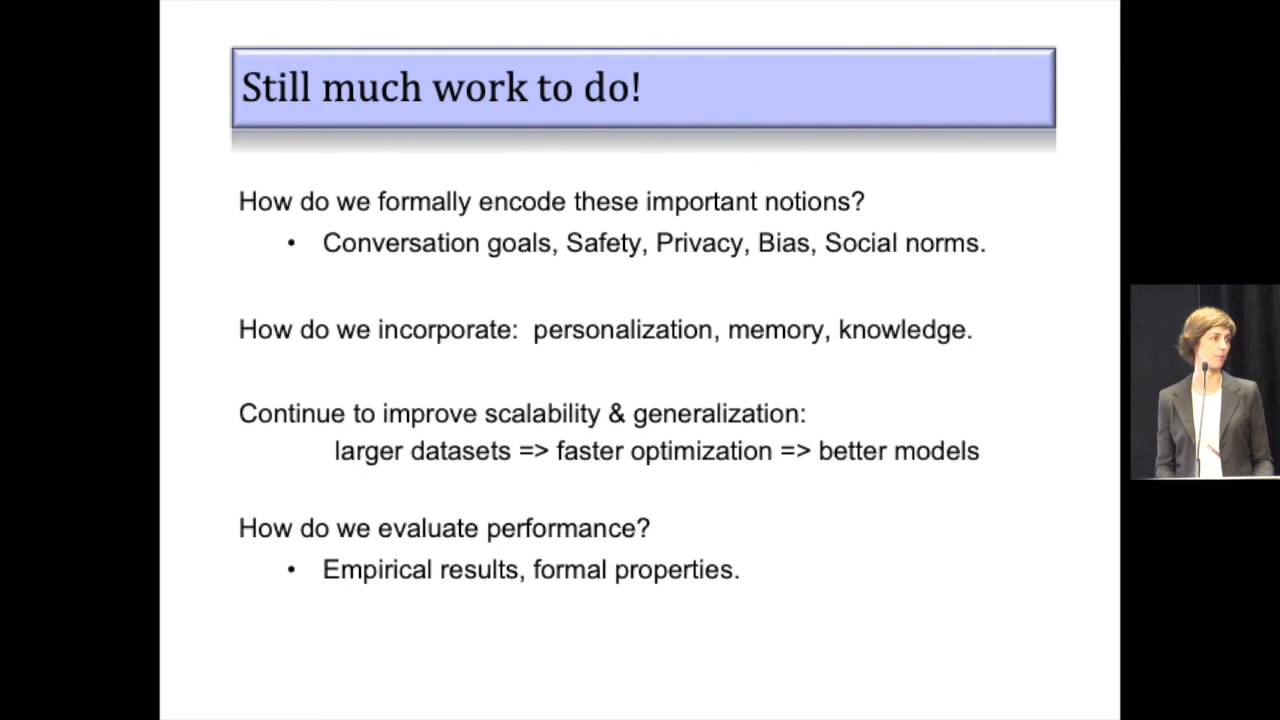 Still much work to do!
How do we formally encode these important notions?
• Conversation goals, Safety, Privacy, Bias, Social norms.
How do we incorporate: personalization, memory, knowledge.
Continue to improve scalability & generalization:
larger datasets => faster optimization => better models
How do we evaluate performance?
• Empirical results, formal properties.